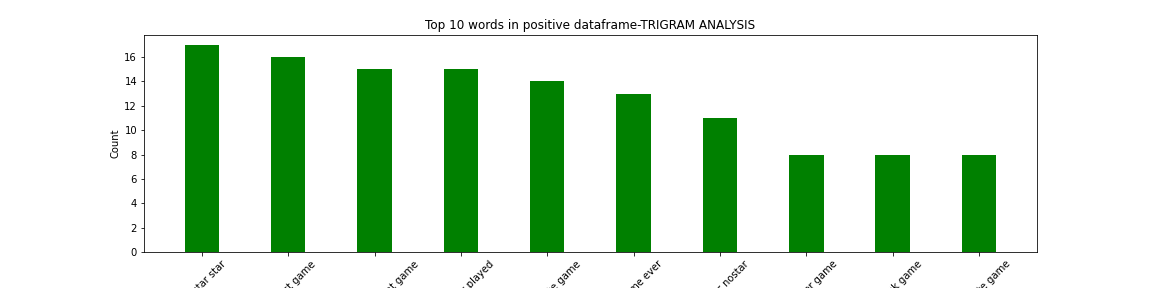 Top 10 words in positive dataframe-TRIGRAM ANALYSIS
Count
16
14
12
10
8
6
4
2
0
star
game
game
played
game
ever
nostar
game
game
game